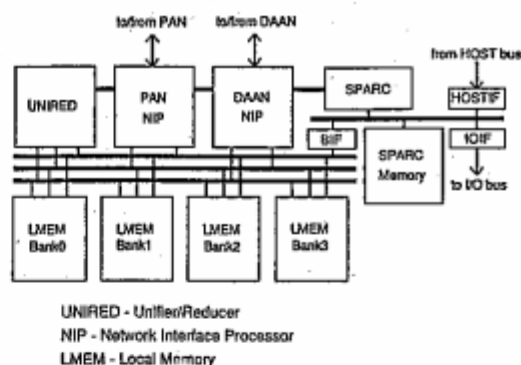 to/from PAN to/from DAAN
from HOST bus
UNIRED
PAN
NIP
DAAN
NIP
SPARC
HOSTIF
BIF
IOIF
SPARC
Memory
to I/O bus
LMEM
Bank0
LMEM
Bank1
LMEM
Bank2
LMEM
Bank3
UNIRED - Unifier/Reducer
NIP - Network Interface Processor
LMEM - Local Memory